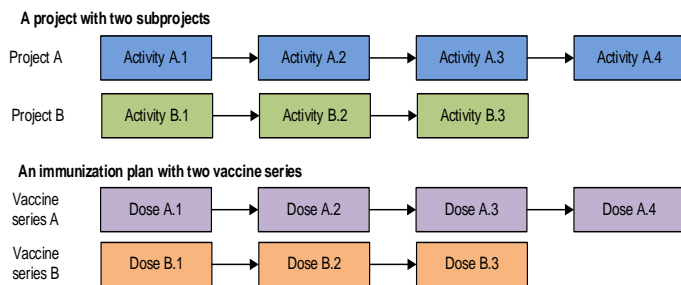 A project with two subprojects
Project A
Activity A.1
Activity A.2
Activity A.3
Activity A.4
Project B
Activity B.1
Activity B.2
Activity B.3
An immunization plan with two vaccine series
Vaccine
series A
Dose A.1
Dose A.2
Dose A.3
Dose A.4
Vaccine
series B
Dose B.1
Dose B.2
Dose B.3